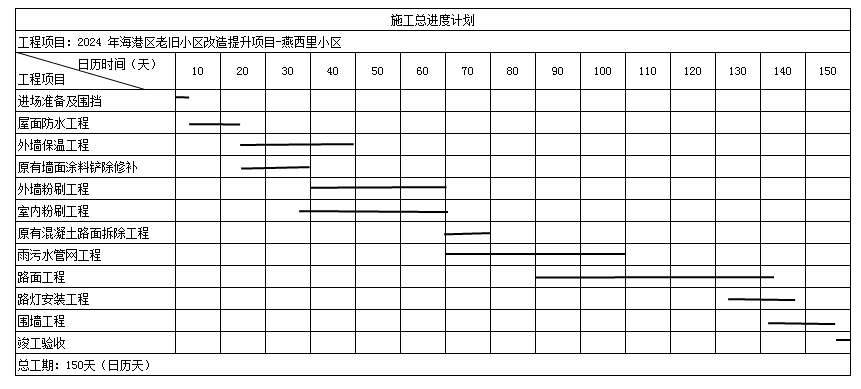 施工总进度计划
工程项目：2024 年海港区老旧小区改造提升项目-燕西里小区
日历时间（天） 10 20 30 40 50 60 70 80 90 100 110 120 130 140 150
工程项目
进场准备及围挡
屋面防水工程
外墙保温工程
原有墙面涂料铲除修补
外墙粉刷工程
室内粉刷工程
原有混凝土路面拆除工程
雨污水管网工程
路面工程
路灯安装工程
围墙工程
竣工验收
总工期：150天（日历天）